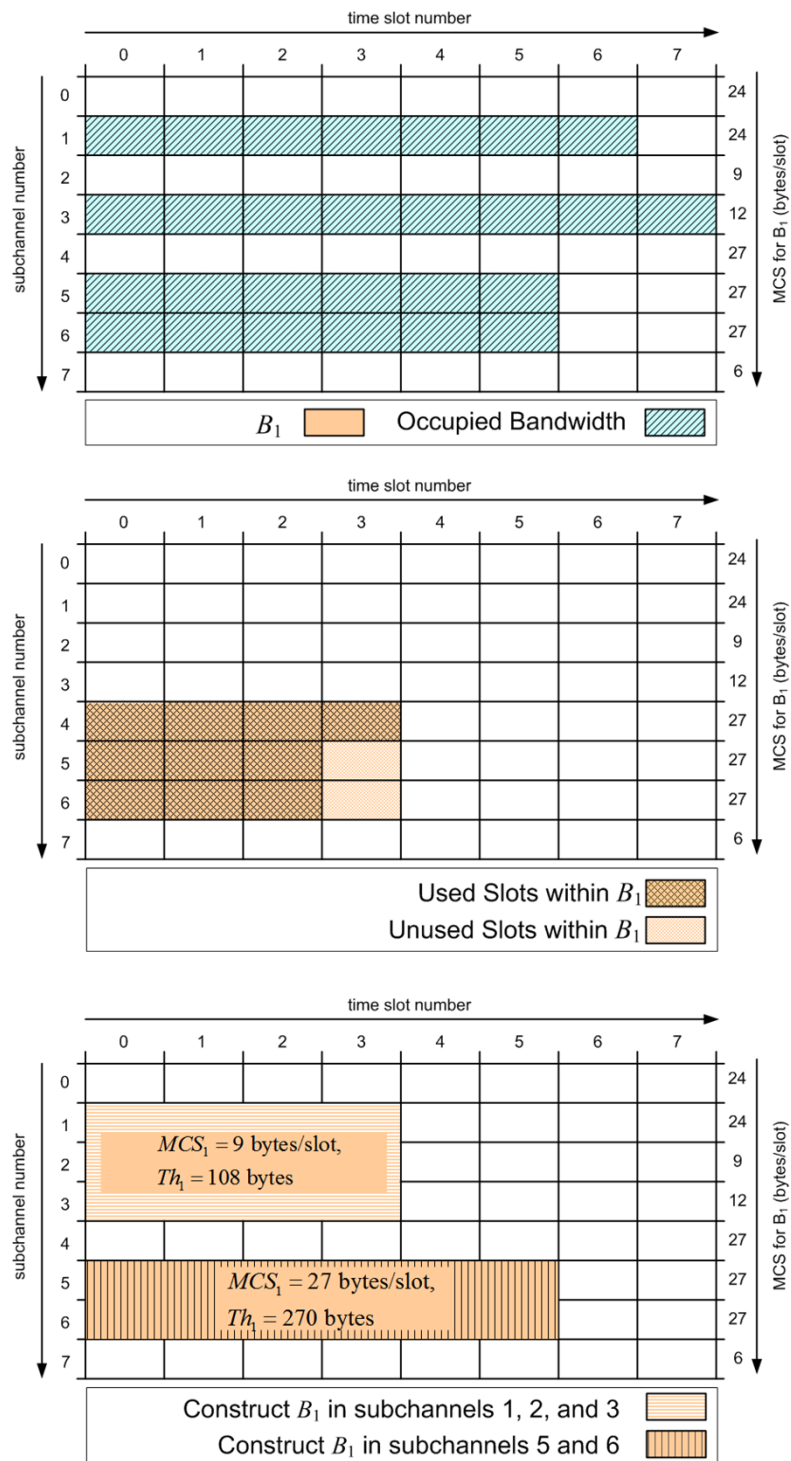 time slot number
0 1 2 3 4 5 6 7
subchannel number
MCS for B₁ (bytes/slot)
0 24
1 24
2 9
3 12
4 27
5 27
6 27
7 6
B₁ Occupied Bandwidth
time slot number
0 1 2 3 4 5 6 7
subchannel number
MCS for B₁ (bytes/slot)
0 24
1 24
2 9
3 12
4 27
5 27
6 27
7 6
Used Slots within B₁
Unused Slots within B₁
time slot number
0 1 2 3 4 5 6 7
subchannel number
MCS for B₁ (bytes/slot)
0 24
1 24
MCS₁ = 9 bytes/slot,
2 9
Th₁ = 108 bytes
3 12
4 27
5 27
MCS₁ = 27 bytes/slot,
6 27
Th₁ = 270 bytes
7 6
Construct B₁ in subchannels 1, 2, and 3
Construct B₁ in subchannels 5 and 6